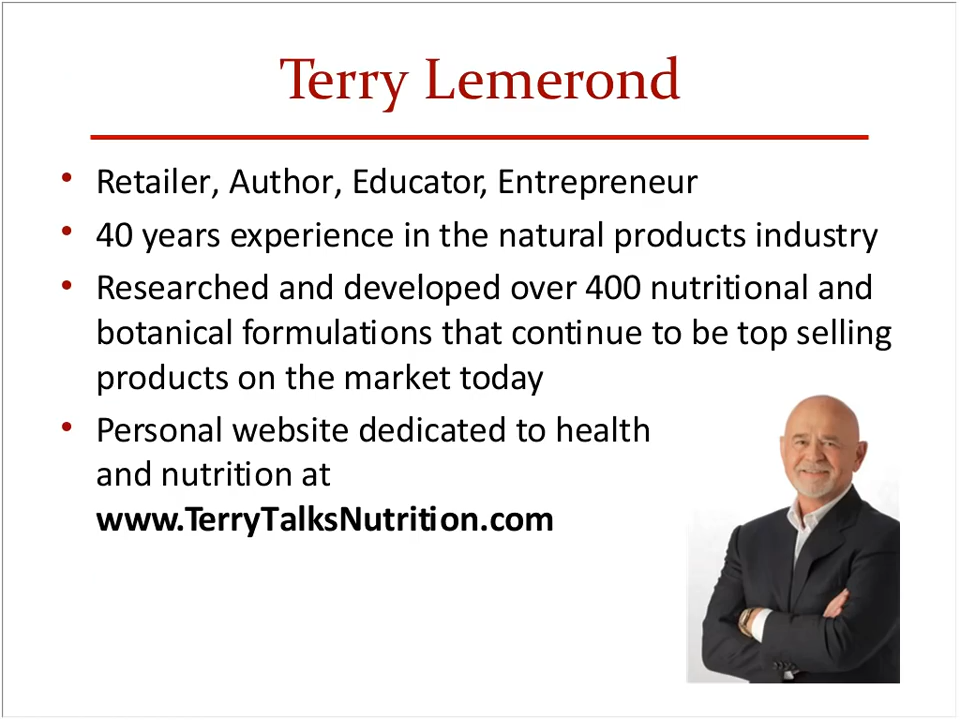 Terry Lemerond
• Retailer, Author, Educator, Entrepreneur
• 40 years experience in the natural products industry
• Researched and developed over 400 nutritional and
botanical formulations that continue to be top selling
products on the market today
• Personal website dedicated to health
and nutrition at
www.TerryTalksNutrition.com